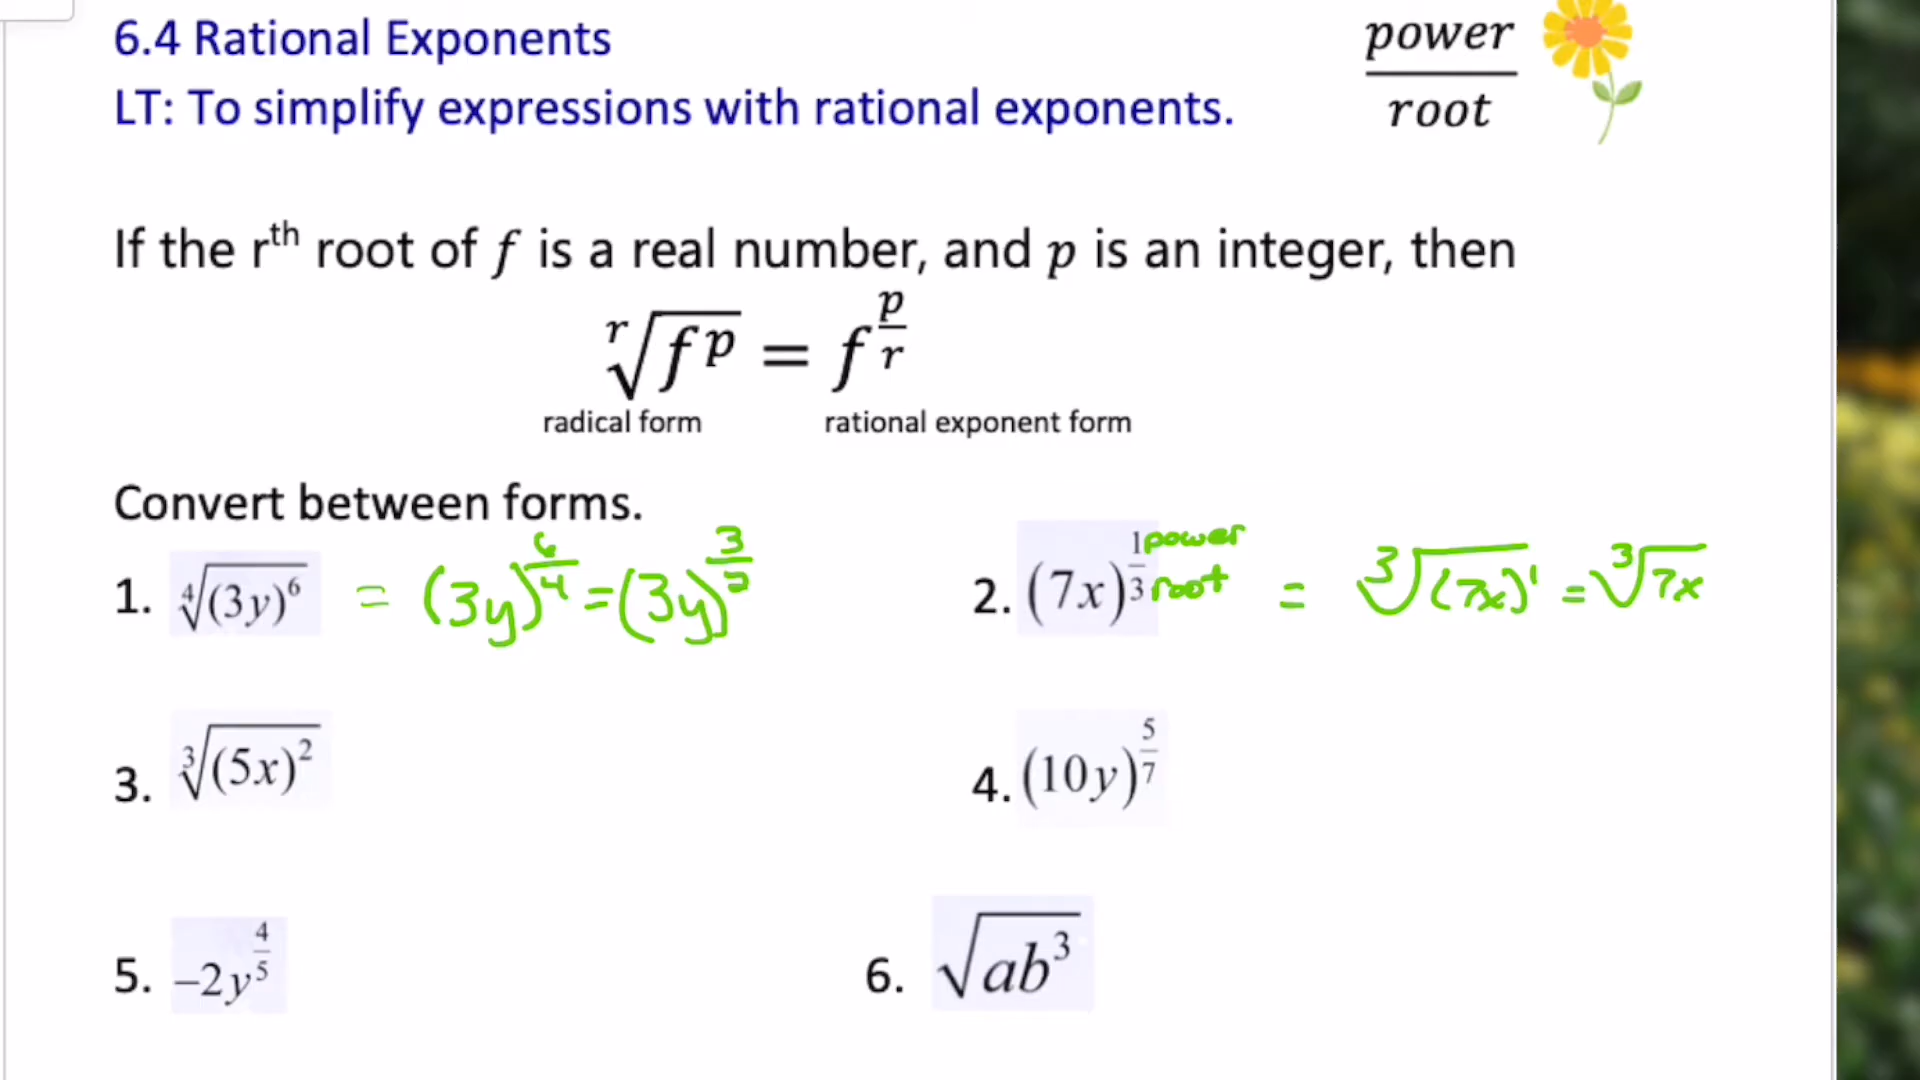 6.4 Rational Exponents
LT: To simplify expressions with rational exponents.
power
root
If the rᵗʰ root of f is a real number, and p is an integer, then
ʳ√(fᵖ) = f^(p/r)
radical form
rational exponent form
Convert between forms.
1. ⁴√((3y)⁶) = (3y)^(6/4) = (3y)^(3/2)
2. (7x)^(1/3) power root = ³√((7x)¹) = ³√(7x)
3. ³√((5x)²)
4. (10y)^(5/7)
5. −2y^(4/5)
6. √(ab³)